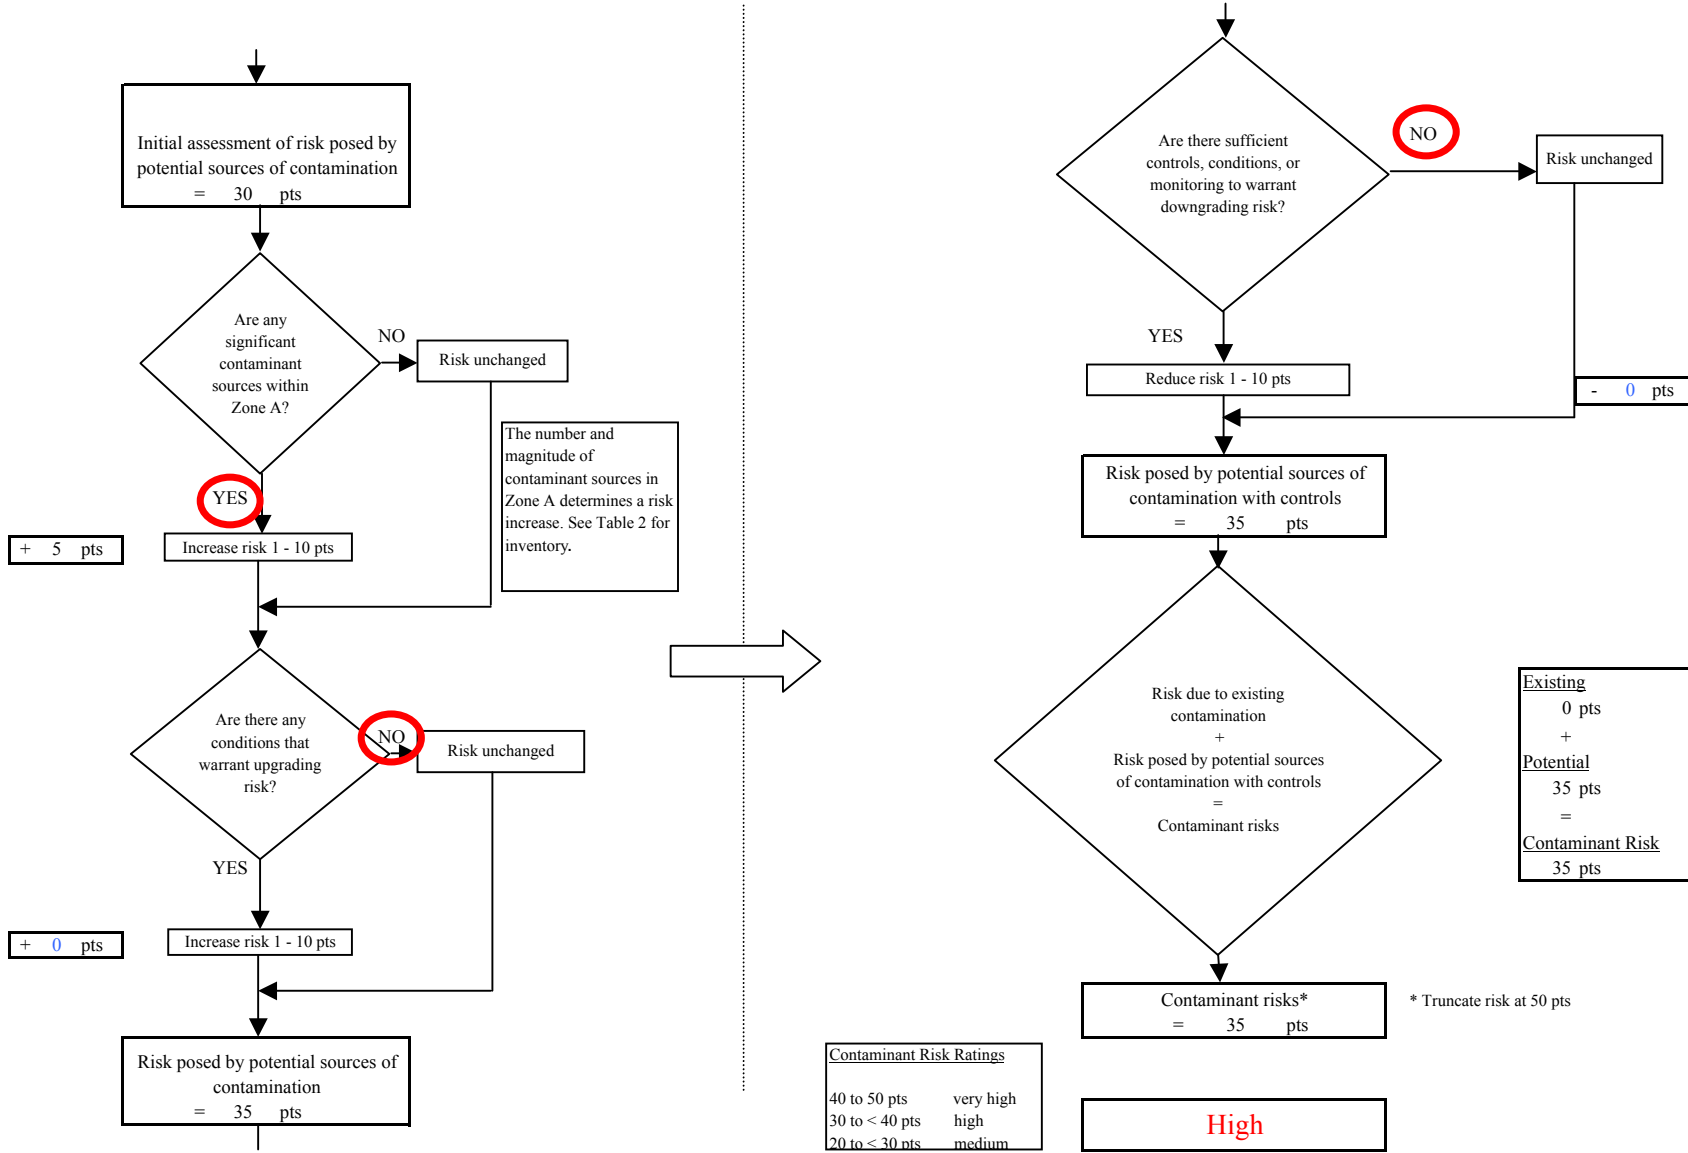 Initial assessment of risk posed by
potential sources of contamination
= 30 pts
Are any
significant
contaminant
sources within
Zone A?
NO
Risk unchanged
The number and
magnitude of
contaminant sources in
Zone A determines a risk
increase. See Table 2 for
inventory.
YES
+ 5 pts
Increase risk 1 - 10 pts
Are there any
conditions that
warrant upgrading
risk?
NO
Risk unchanged
YES
+ 0 pts
Increase risk 1 - 10 pts
Risk posed by potential sources of
contamination
= 35 pts
Are there sufficient
controls, conditions, or
monitoring to warrant
downgrading risk?
NO
Risk unchanged
YES
Reduce risk 1 - 10 pts
- 0 pts
Risk posed by potential sources of
contamination with controls
= 35 pts
Risk due to existing
contamination
+
Risk posed by potential sources
of contamination with controls
=
Contaminant risks
Existing
0 pts
+
Potential
35 pts
=
Contaminant Risk
35 pts
Contaminant risks*
= 35 pts
* Truncate risk at 50 pts
Contaminant Risk Ratings
40 to 50 pts very high
30 to < 40 pts high
20 to < 30 pts medium
High